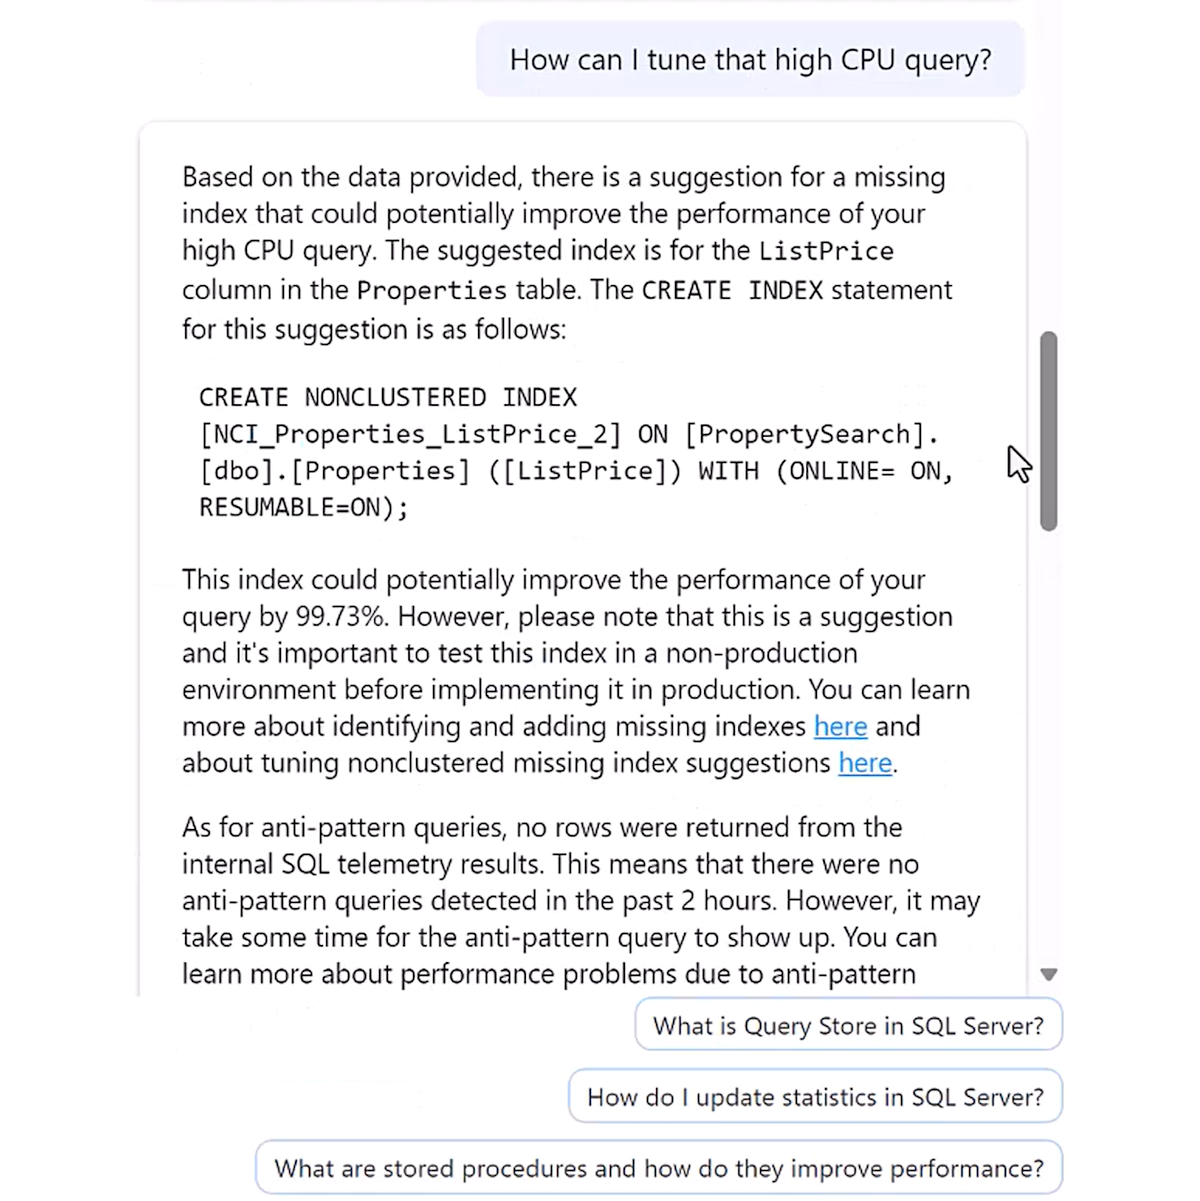 How can I tune that high CPU query?
Based on the data provided, there is a suggestion for a missing
index that could potentially improve the performance of your
high CPU query. The suggested index is for the ListPrice
column in the Properties table. The CREATE INDEX statement
for this suggestion is as follows:
CREATE NONCLUSTERED INDEX
[NCI_Properties_ListPrice_2] ON [PropertySearch].
[dbo].[Properties] ([ListPrice]) WITH (ONLINE= ON,
RESUMABLE=ON);
This index could potentially improve the performance of your
query by 99.73%. However, please note that this is a suggestion
and it's important to test this index in a non-production
environment before implementing it in production. You can learn
more about identifying and adding missing indexes here and
about tuning nonclustered missing index suggestions here.
As for anti-pattern queries, no rows were returned from the
internal SQL telemetry results. This means that there were no
anti-pattern queries detected in the past 2 hours. However, it may
take some time for the anti-pattern query to show up. You can
learn more about performance problems due to anti-pattern
What is Query Store in SQL Server?
How do I update statistics in SQL Server?
What are stored procedures and how do they improve performance?